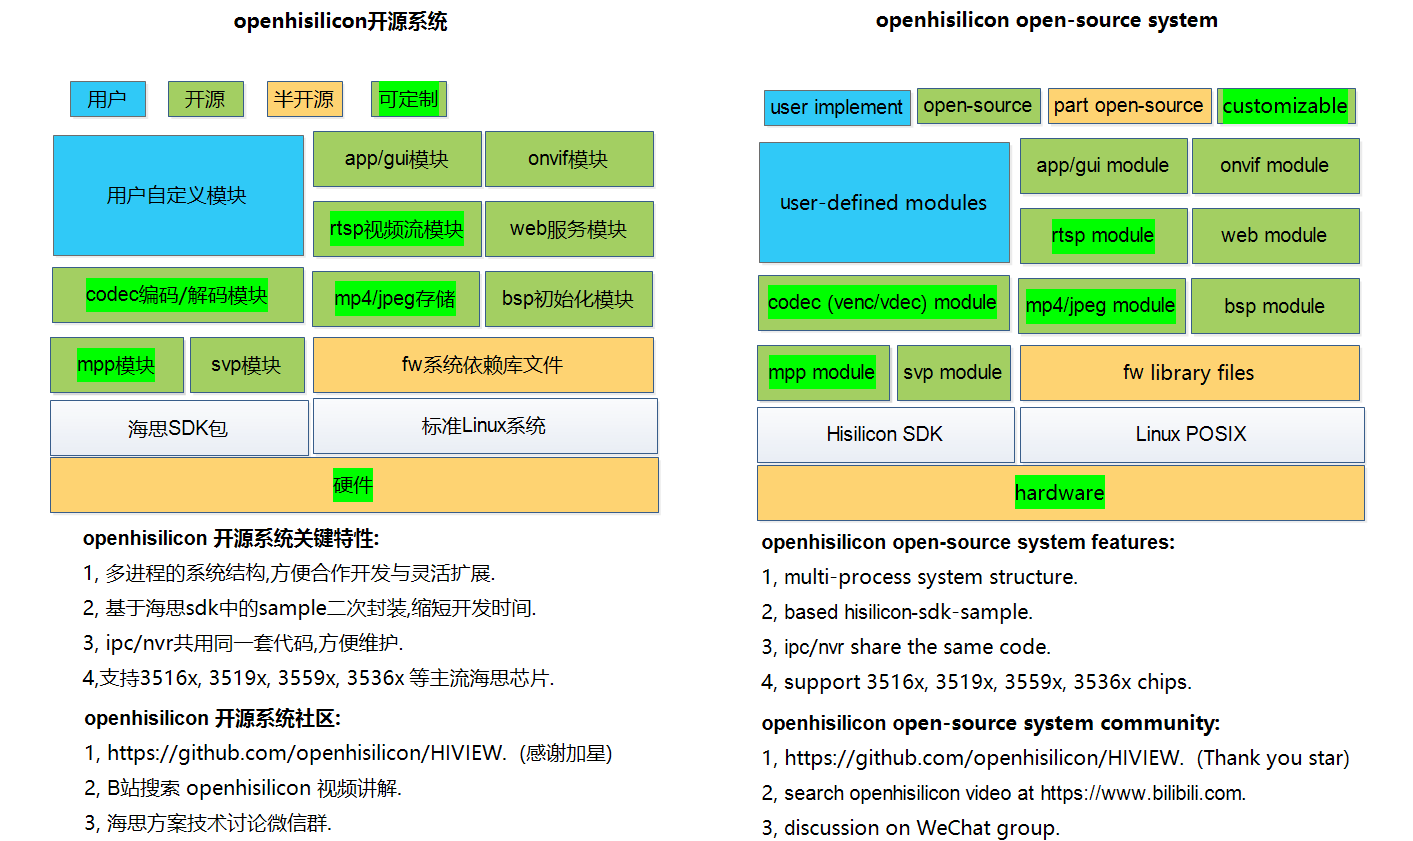 openhisilicon开源系统
用户
开源
半开源
可定制
用户自定义模块
app/gui模块
onvif模块
rtsp视频流模块
web服务模块
codec编码/解码模块
mp4/jpeg存储
bsp初始化模块
mpp模块
svp模块
fw系统依赖库文件
海思SDK包
标准Linux系统
硬件
openhisilicon 开源系统关键特性:
1, 多进程的系统结构,方便合作开发与灵活扩展.
2, 基于海思sdk中的sample二次封装,缩短开发时间.
3, ipc/nvr共用同一套代码,方便维护.
4,支持3516x, 3519x, 3559x, 3536x 等主流海思芯片.
openhisilicon 开源系统社区:
1, https://github.com/openhisilicon/HIVIEW. (感谢加星)
2, B站搜索 openhisilicon 视频讲解.
3, 海思方案技术讨论微信群.
openhisilicon open-source system
user implement
open-source
part open-source
customizable
user-defined modules
app/gui module
onvif module
rtsp module
web module
codec (venc/vdec) module
mp4/jpeg module
bsp module
mpp module
svp module
fw library files
Hisilicon SDK
Linux POSIX
hardware
openhisilicon open-source system features:
1, multi-process system structure.
2, based hisilicon-sdk-sample.
3, ipc/nvr share the same code.
4, support 3516x, 3519x, 3559x, 3536x chips.
openhisilicon open-source system community:
1, https://github.com/openhisilicon/HIVIEW. (Thank you star)
2, search openhisilicon video at https://www.bilibili.com.
3, discussion on WeChat group.